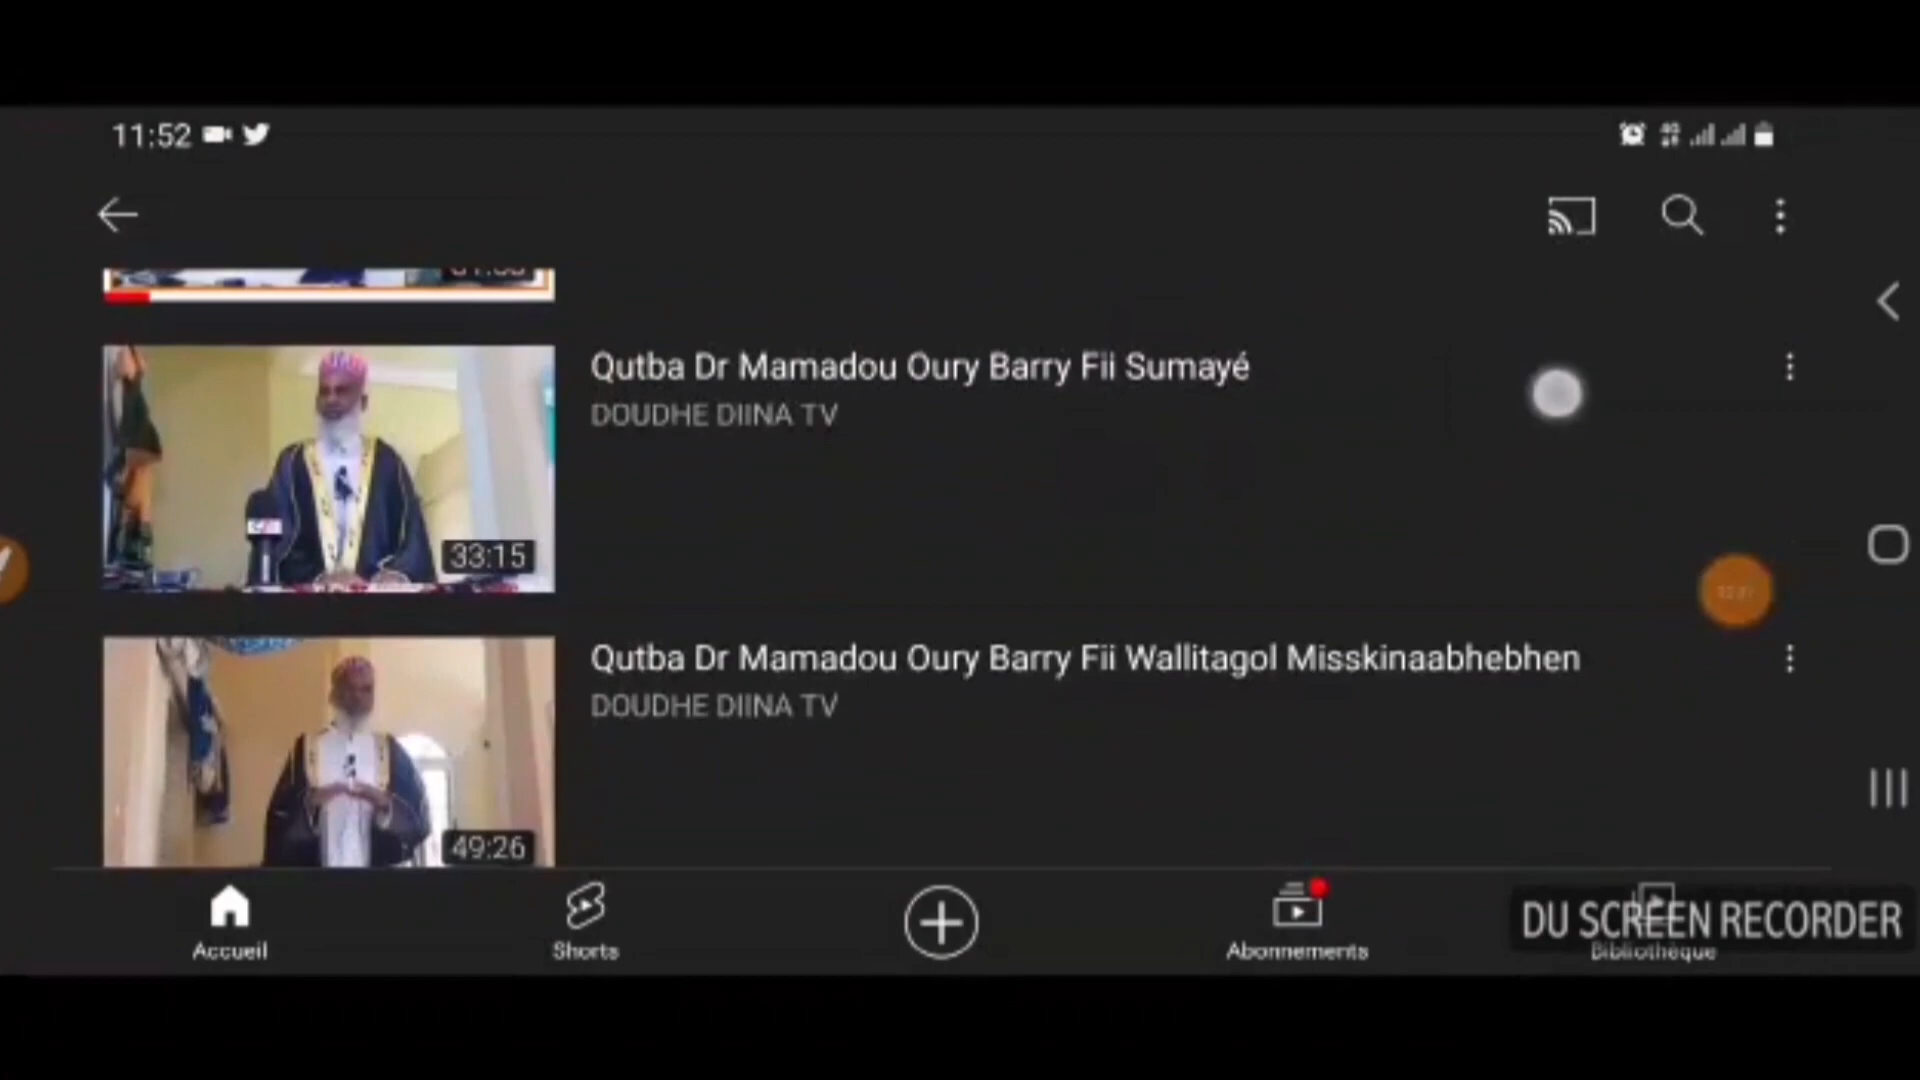 11:52
Qutba Dr Mamadou Oury Barry Fii Sumayé
DOUDHE DIINA TV
33:15
Qutba Dr Mamadou Oury Barry Fii Wallitagol Misskinaabhebhen
DOUDHE DIINA TV
49:26
Accueil
Shorts
Abonnements
Bibliothèque
DU SCREEN RECORDER